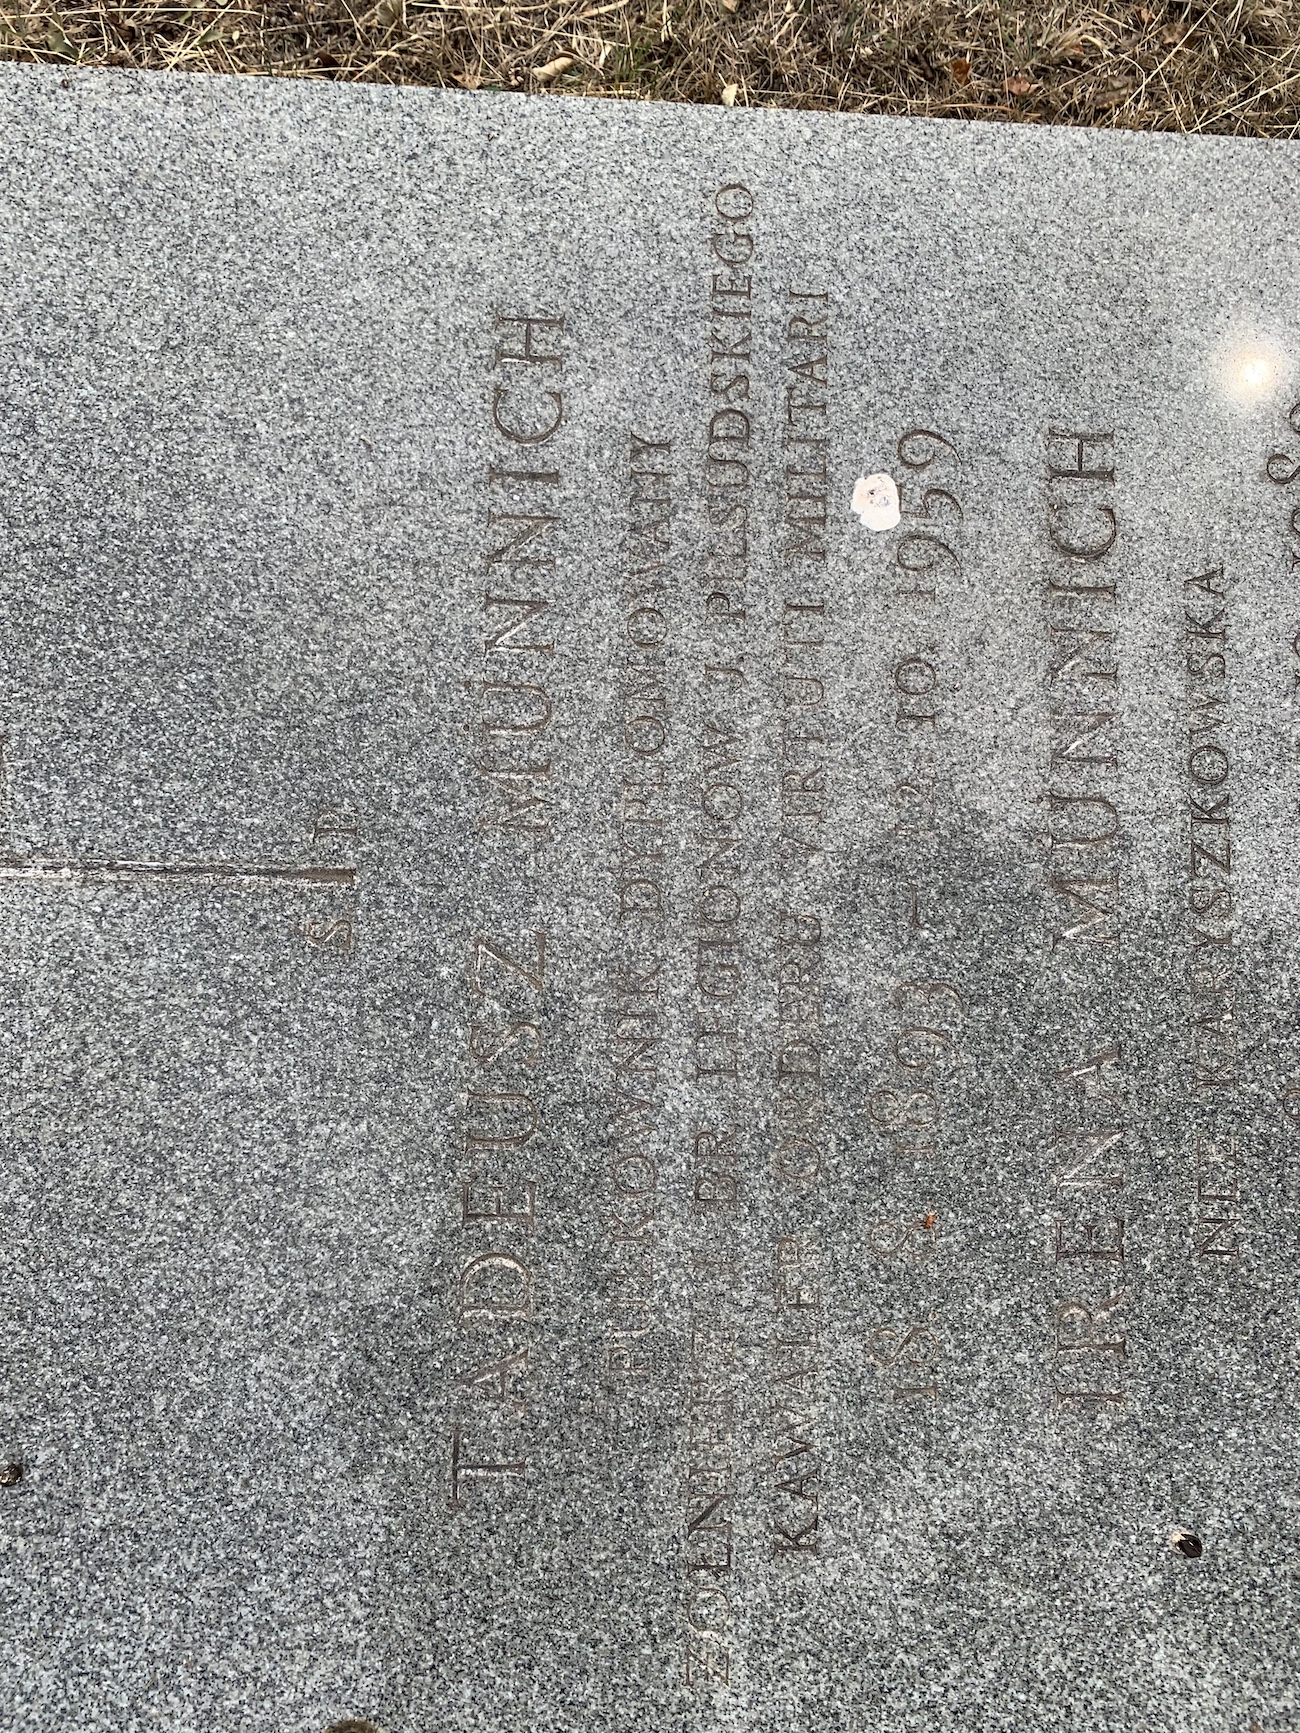 Ś P
TADEUSZ MÜNNICH
PUŁKOWNIK DYPLOMOWANY
ŻOŁNIERZ I BR LEGIONÓW J PIŁSUDSKIEGO
KAWALER ORDERU VIRTUTI MILITARI
18 8 1893 – 12 10 1959
IRENA MÜNNICH
NÉE KARYSZKOWSKA